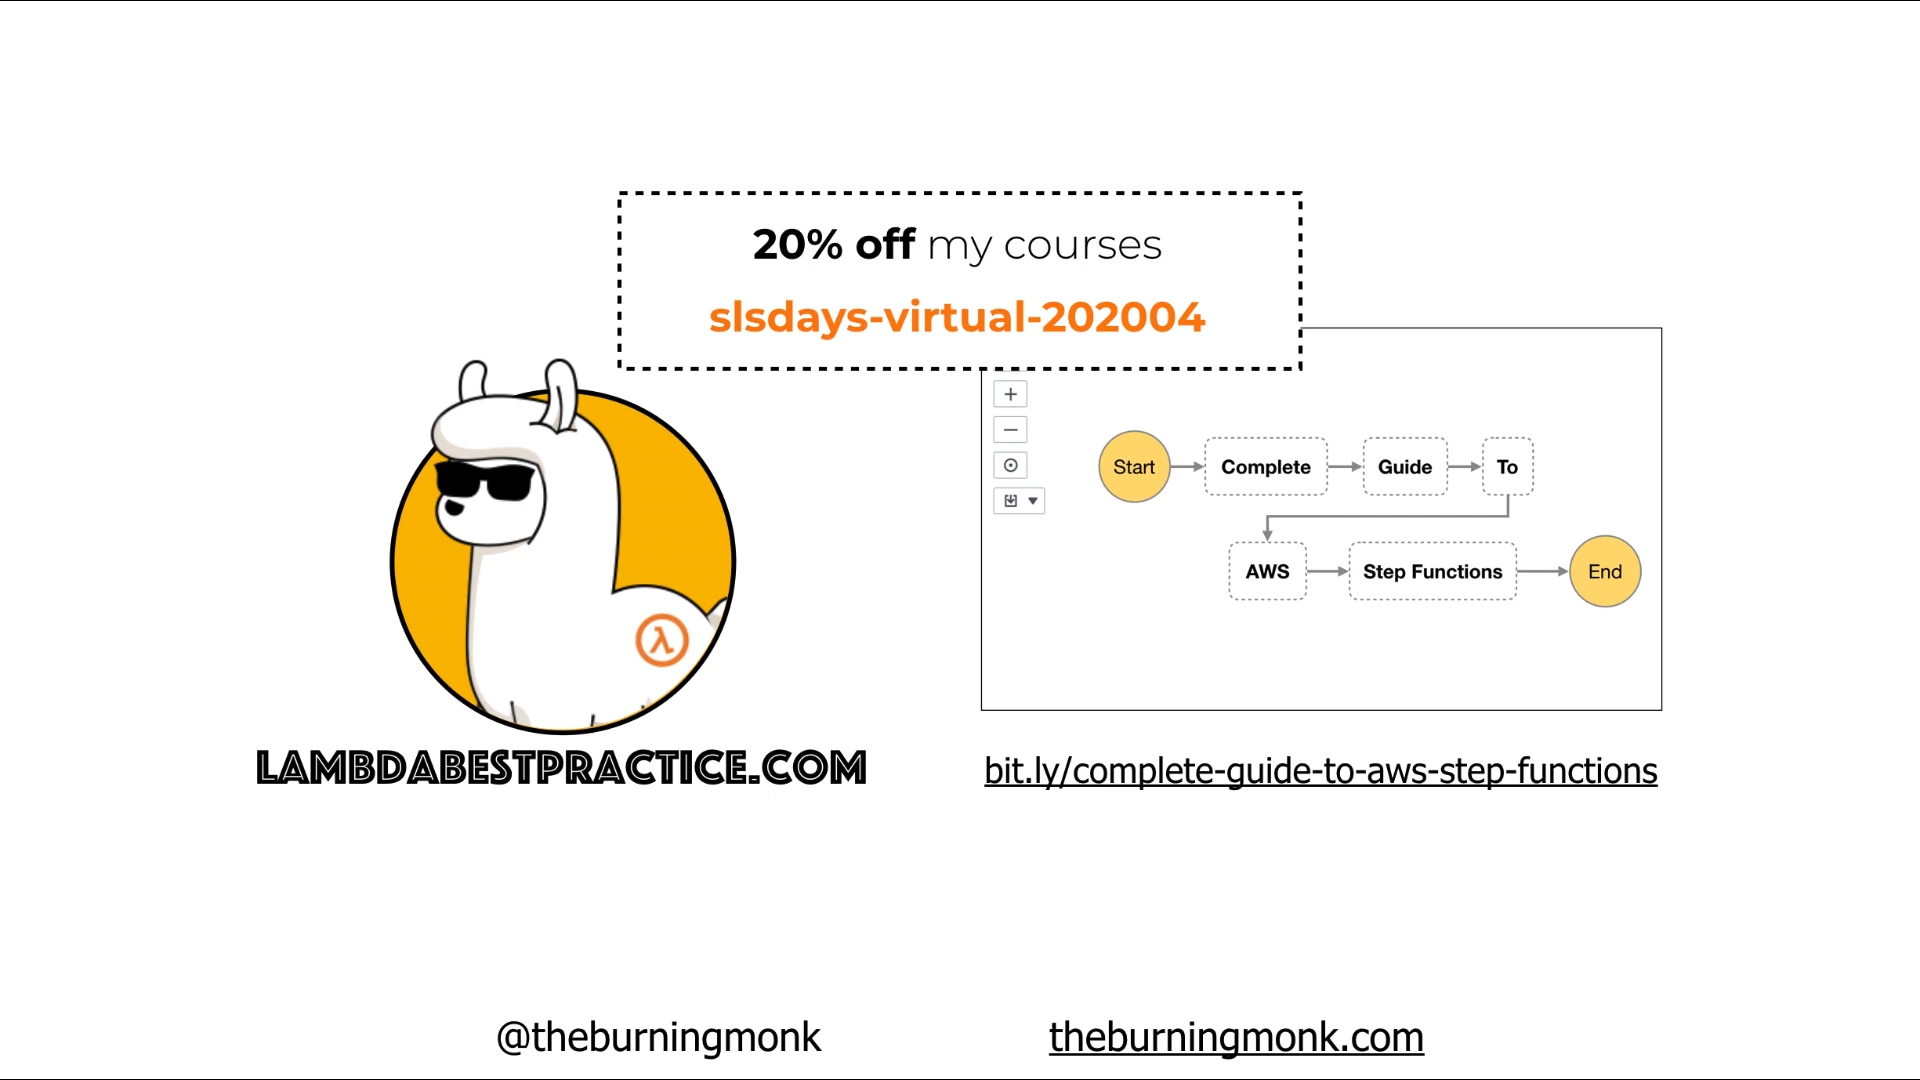 20% off my courses
slsdays-virtual-202004
Start Complete Guide To
AWS Step Functions End
λ
LAMBDABESTPRACTICE.COM
bit.ly/complete-guide-to-aws-step-functions
@theburningmonk
theburningmonk.com